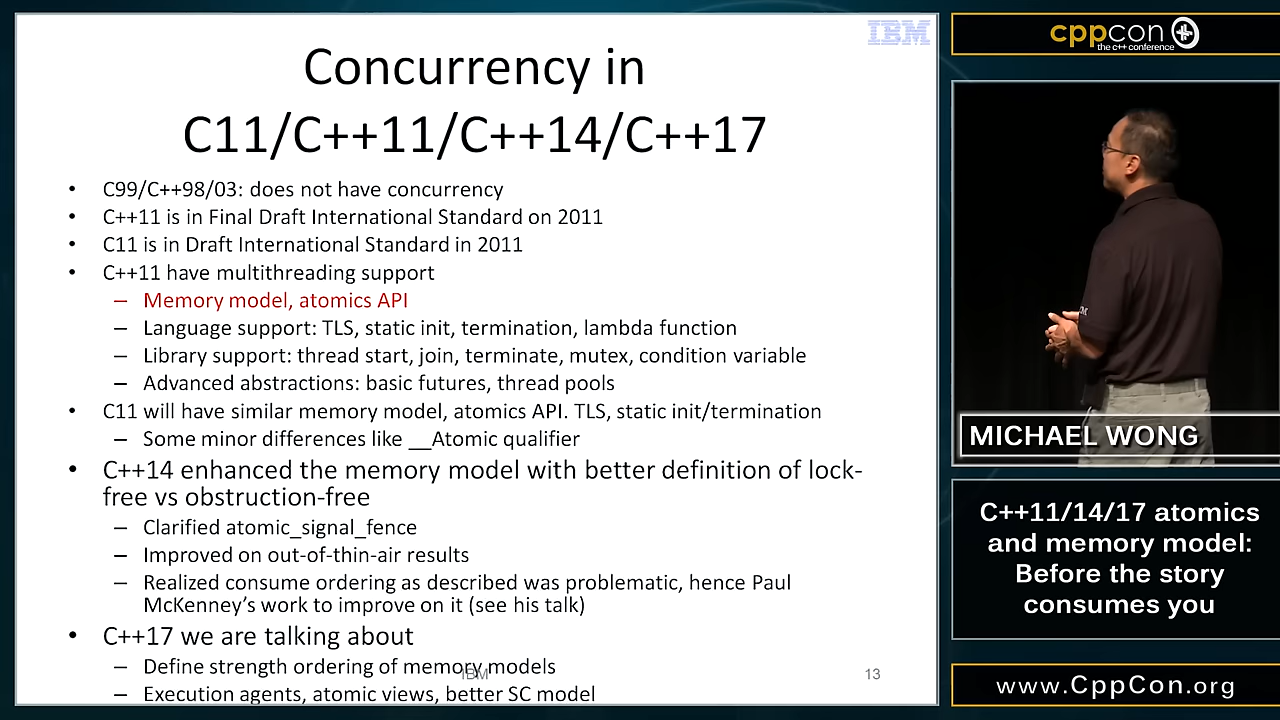 IBM
Concurrency in
C11/C++11/C++14/C++17
• C99/C++98/03: does not have concurrency
• C++11 is in Final Draft International Standard on 2011
• C11 is in Draft International Standard in 2011
• C++11 have multithreading support
– Memory model, atomics API
– Language support: TLS, static init, termination, lambda function
– Library support: thread start, join, terminate, mutex, condition variable
– Advanced abstractions: basic futures, thread pools
• C11 will have similar memory model, atomics API. TLS, static init/termination
– Some minor differences like __Atomic qualifier
• C++14 enhanced the memory model with better definition of lock-
free vs obstruction-free
– Clarified atomic_signal_fence
– Improved on out-of-thin-air results
– Realized consume ordering as described was problematic, hence Paul
McKenney’s work to improve on it (see his talk)
• C++17 we are talking about
– Define strength ordering of memory models
– Execution agents, atomic views, better SC model
IBM
13
cppcon
the c++ conference
MICHAEL WONG
C++11/14/17 atomics
and memory model:
Before the story
consumes you
www.CppCon.org